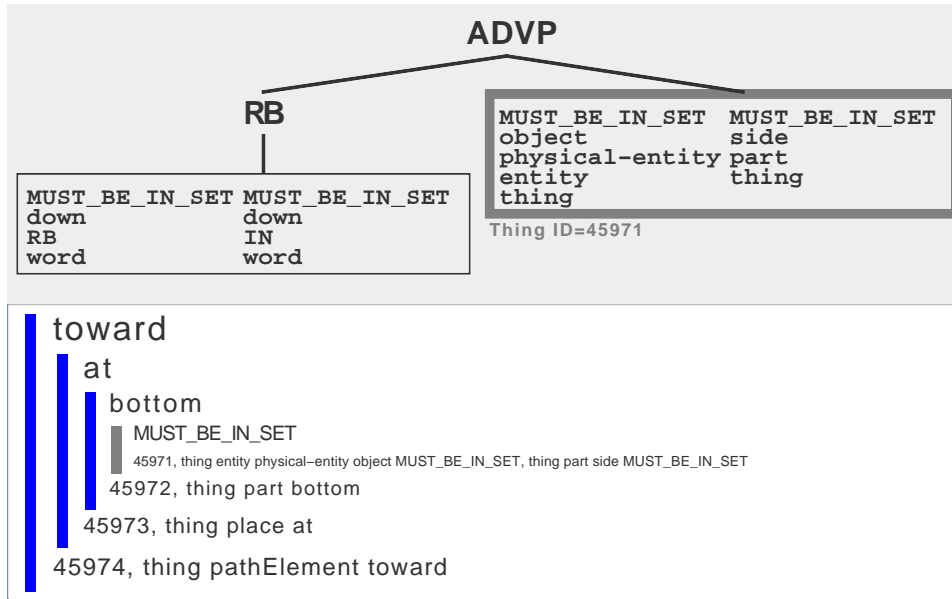 ADVP
RB
MUST_BE_IN_SET MUST_BE_IN_SET
down down
RB IN
word word
MUST_BE_IN_SET MUST_BE_IN_SET
object side
physical-entity part
entity thing
thing
Thing ID=45971
toward
at
bottom
MUST_BE_IN_SET
45971, thing entity physical-entity object MUST_BE_IN_SET, thing part side MUST_BE_IN_SET
45972, thing part bottom
45973, thing place at
45974, thing pathElement toward